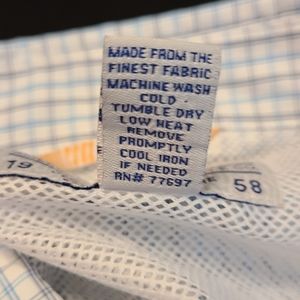 MADE FROM THE
FINEST FABRIC
MACHINE WASH
COLD
TUMBLE DRY
LOW HEAT
REMOVE
PROMPTLY
COOL IRON
IF NEEDED
RN# 77697
19
58